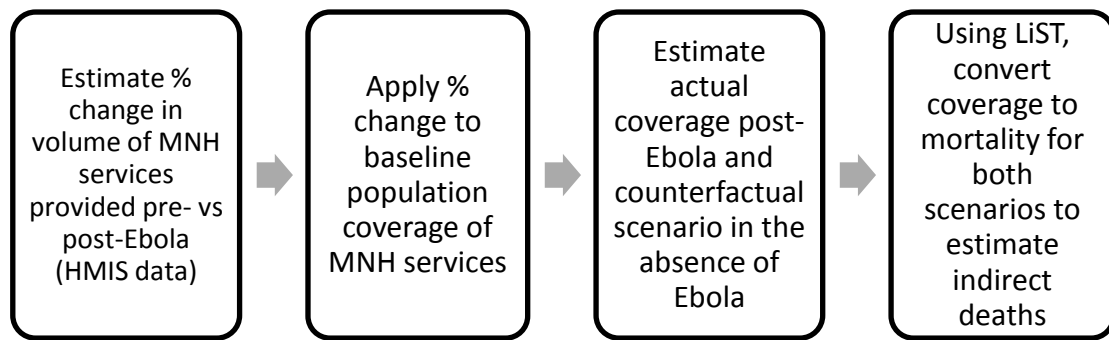 Estimate %
change in
volume of MNH
services
provided pre- vs
post-Ebola
(HMIS data)
Apply %
change to
baseline
population
coverage of
MNH services
Estimate
actual
coverage post-
Ebola and
counterfactual
scenario in the
absence of
Ebola
Using LiST,
convert
coverage to
mortality for
both
scenarios to
estimate
indirect
deaths